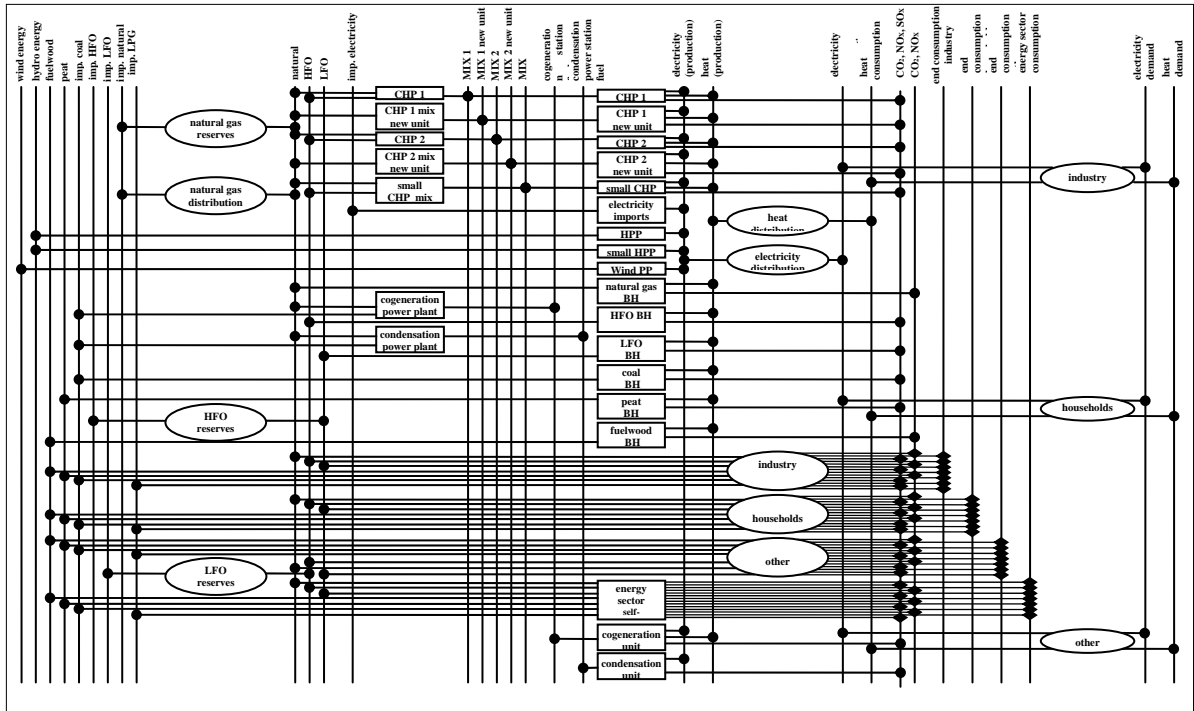 wind energy
hydro energy
fuelwood
peat
imp. coal
imp. HFO
imp. LFO
imp. natural
imp. LPG
natural
HFO
LFO
imp. electricity
MIX 1
MIX 1 new unit
MIX 2
MIX 2 new unit
MIX
cogeneration
station
condensation
power station
fuel
electricity
(production)
heat
(production)
electricity
heat
consumption
CO₂, NOx, SOx
CO₂, NOx
end consumption
industry
end
consumption
end
consumption
energy sector
consumption
electricity
demand
heat
demand
CHP 1
CHP 1 mix
new unit
CHP 2
CHP 2 mix
new unit
small
CHP mix
natural gas
reserves
natural gas
distribution
CHP 1
CHP 1
new unit
CHP 2
CHP 2
new unit
small CHP
electricity
imports
HPP
small HPP
Wind PP
heat
distribution
electricity
distribution
industry
cogeneration
power plant
condensation
power plant
natural gas
BH
HFO BH
LFO
BH
coal
BH
peat
BH
fuelwood
BH
HFO
reserves
households
industry
households
other
LFO
reserves
energy
sector
self-
cogeneration
unit
condensation
unit
other